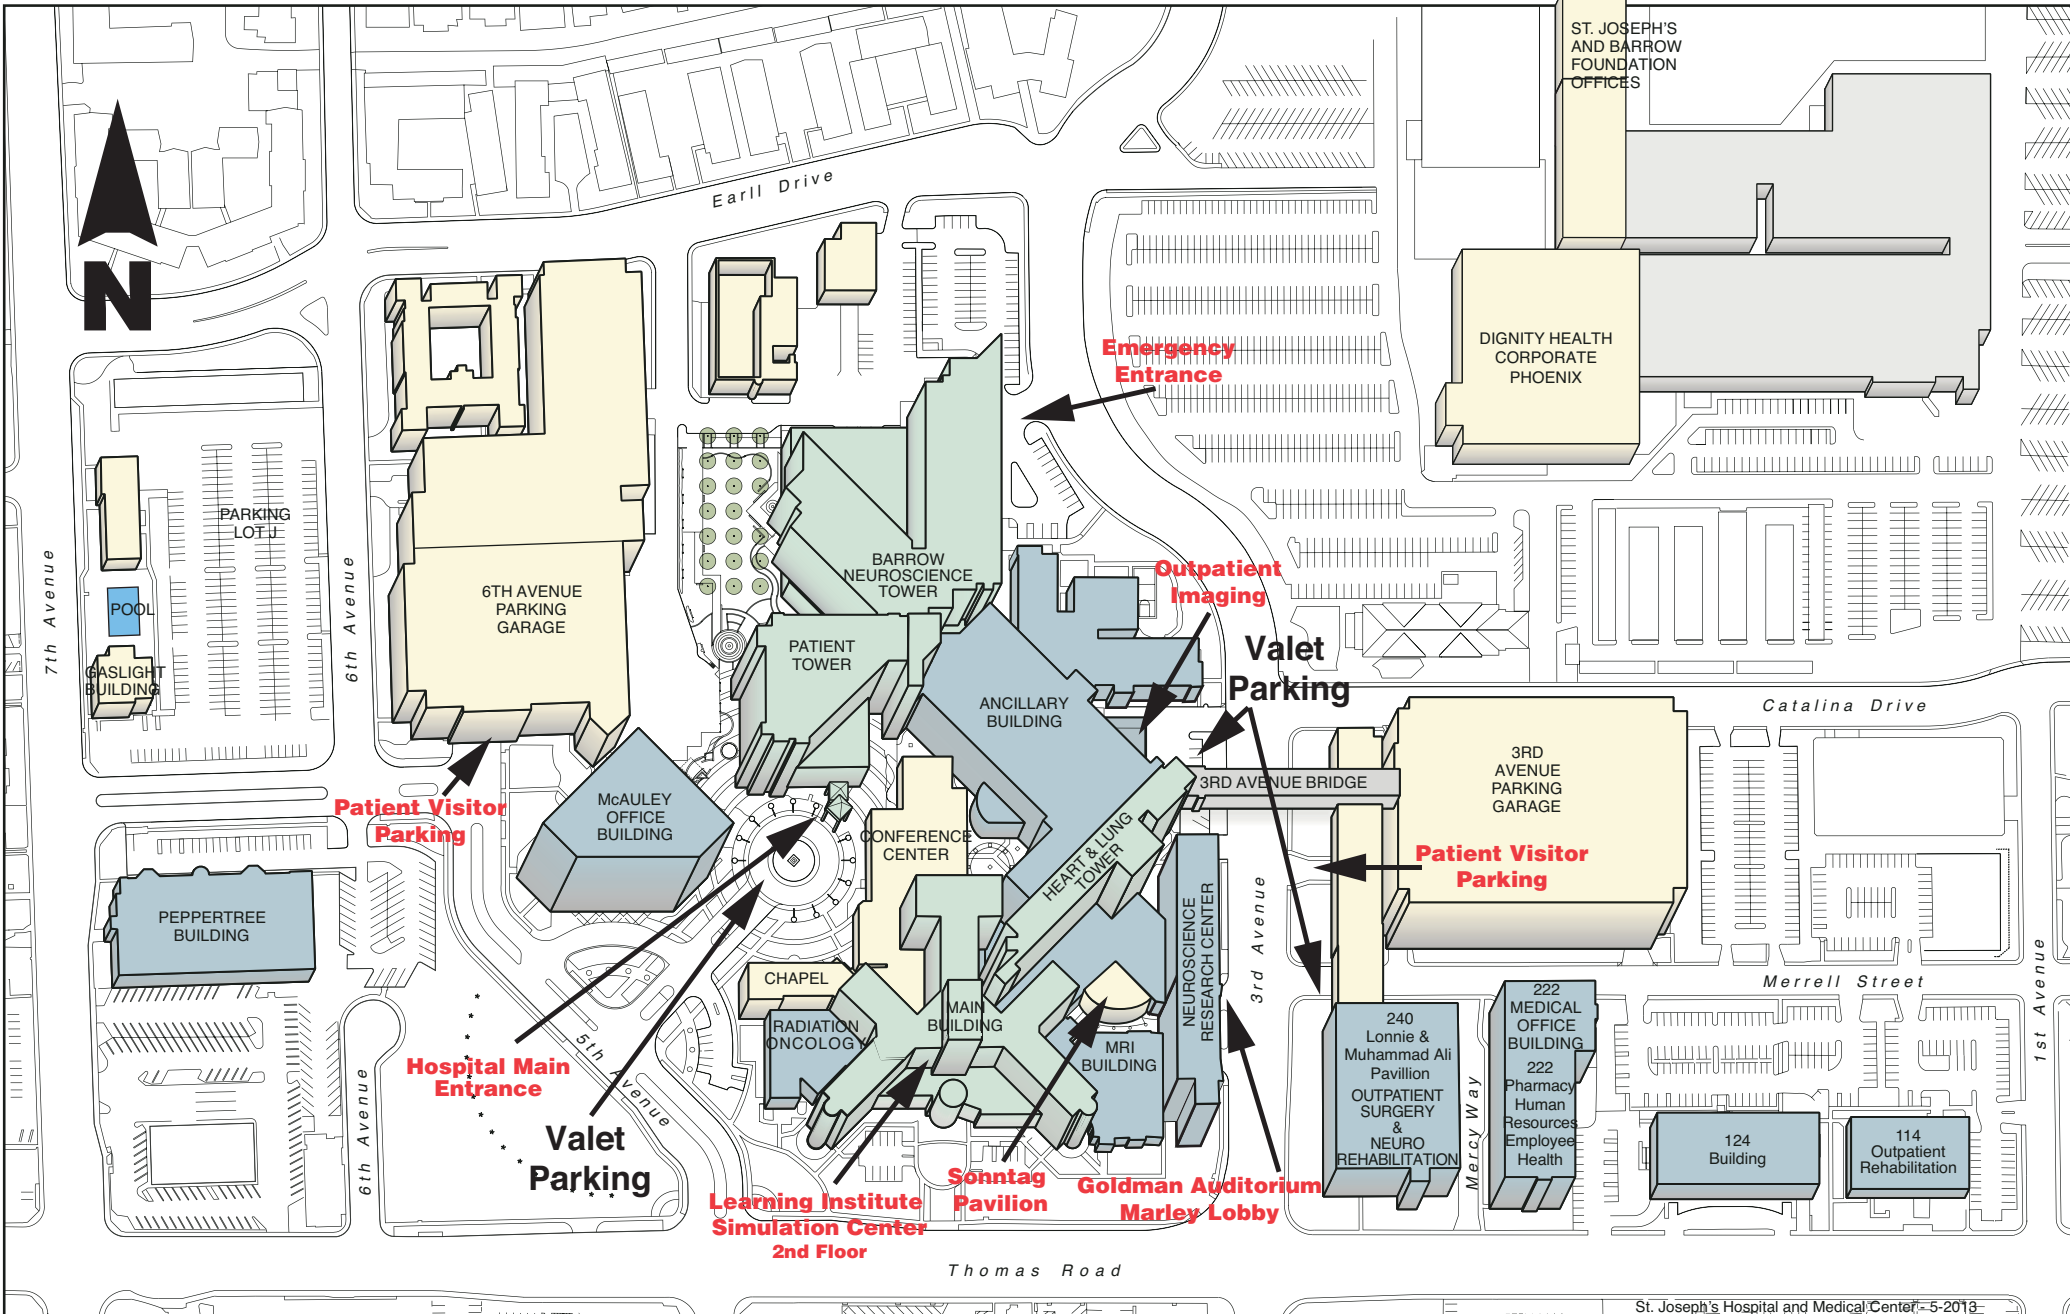 ST. JOSEPH'S
AND BARROW
FOUNDATION
OFFICES
Earll Drive
N
Emergency
Entrance
DIGNITY HEALTH
CORPORATE
PHOENIX
PARKING
LOT J
7th Avenue
6th Avenue
POOL
GASLIGHT
BUILDING
6TH AVENUE
PARKING
GARAGE
BARROW
NEUROSCIENCE
TOWER
PATIENT
TOWER
ANCILLARY
BUILDING
Outpatient
Imaging
Valet
Parking
Catalina Drive
3RD AVENUE BRIDGE
3RD
AVENUE
PARKING
GARAGE
Patient Visitor
Parking
McAULEY
OFFICE
BUILDING
CONFERENCE
CENTER
HEART & LUNG
TOWER
Patient Visitor
Parking
PEPPERTREE
BUILDING
NEUROSCIENCE
RESEARCH CENTER
3rd Avenue
CHAPEL
RADIATION
ONCOLOGY
MAIN
BUILDING
MRI
BUILDING
Merrell Street
1st Avenue
240
Lonnie &
Muhammad Ali
Pavillion
OUTPATIENT
SURGERY
&
NEURO
REHABILITATION
Mercy Way
222
MEDICAL
OFFICE
BUILDING
222
Pharmacy
Human
Resources
Employee
Health
124
Building
114
Outpatient
Rehabilitation
Hospital Main
Entrance
5th Avenue
6th Avenue
Valet
Parking
Learning Institute
Simulation Center
2nd Floor
Sonntag
Pavilion
Goldman Auditorium
Marley Lobby
Thomas Road
St. Joseph's Hospital and Medical Center - 5-2013